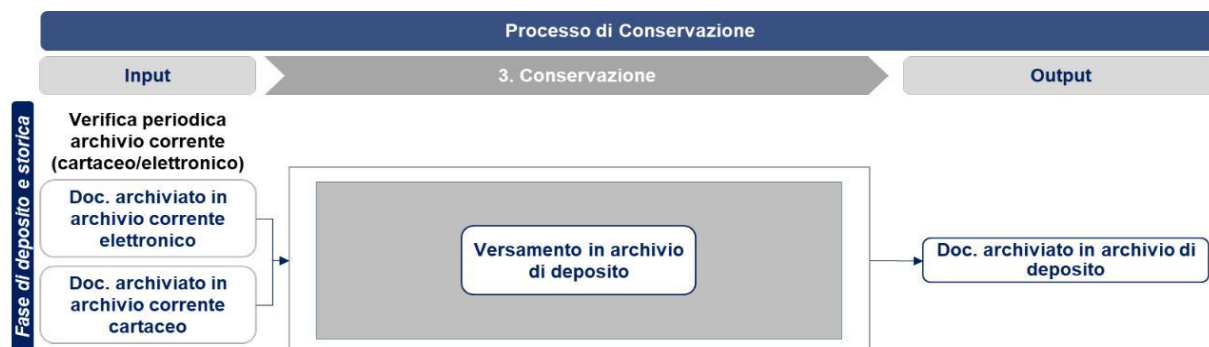 Processo di Conservazione
Input
3. Conservazione
Output
Fase di deposito e storica
Verifica periodica
archivio corrente
(cartaceo/elettronico)
Doc. archiviato in
archivio corrente
elettronico
Doc. archiviato in
archivio corrente
cartaceo
Versamento in archivio
di deposito
Doc. archiviato in archivio di
deposito